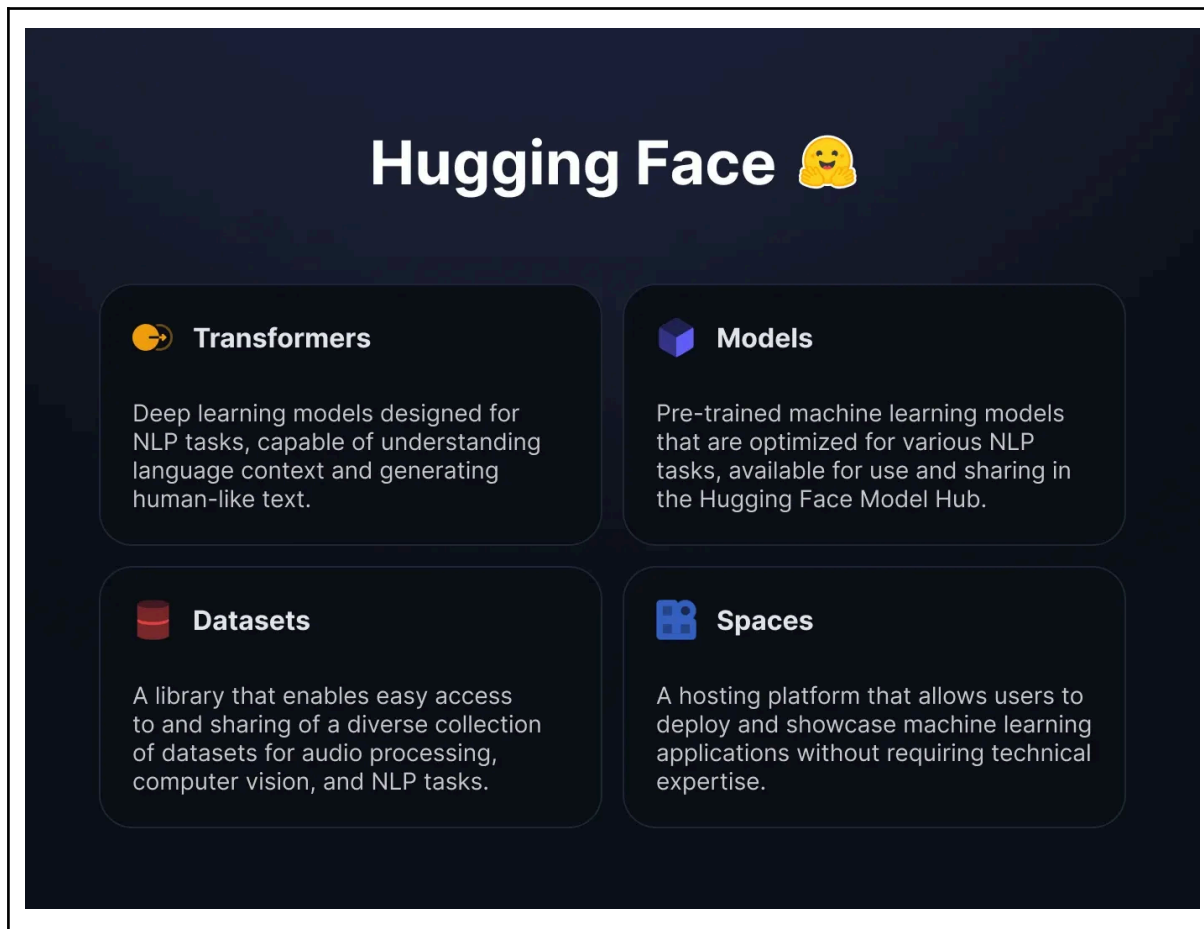 Hugging Face 🤗
Transformers
Deep learning models designed for
NLP tasks, capable of understanding
language context and generating
human-like text.
Models
Pre-trained machine learning models
that are optimized for various NLP
tasks, available for use and sharing in
the Hugging Face Model Hub.
Datasets
A library that enables easy access
to and sharing of a diverse collection
of datasets for audio processing,
computer vision, and NLP tasks.
Spaces
A hosting platform that allows users to
deploy and showcase machine learning
applications without requiring technical
expertise.